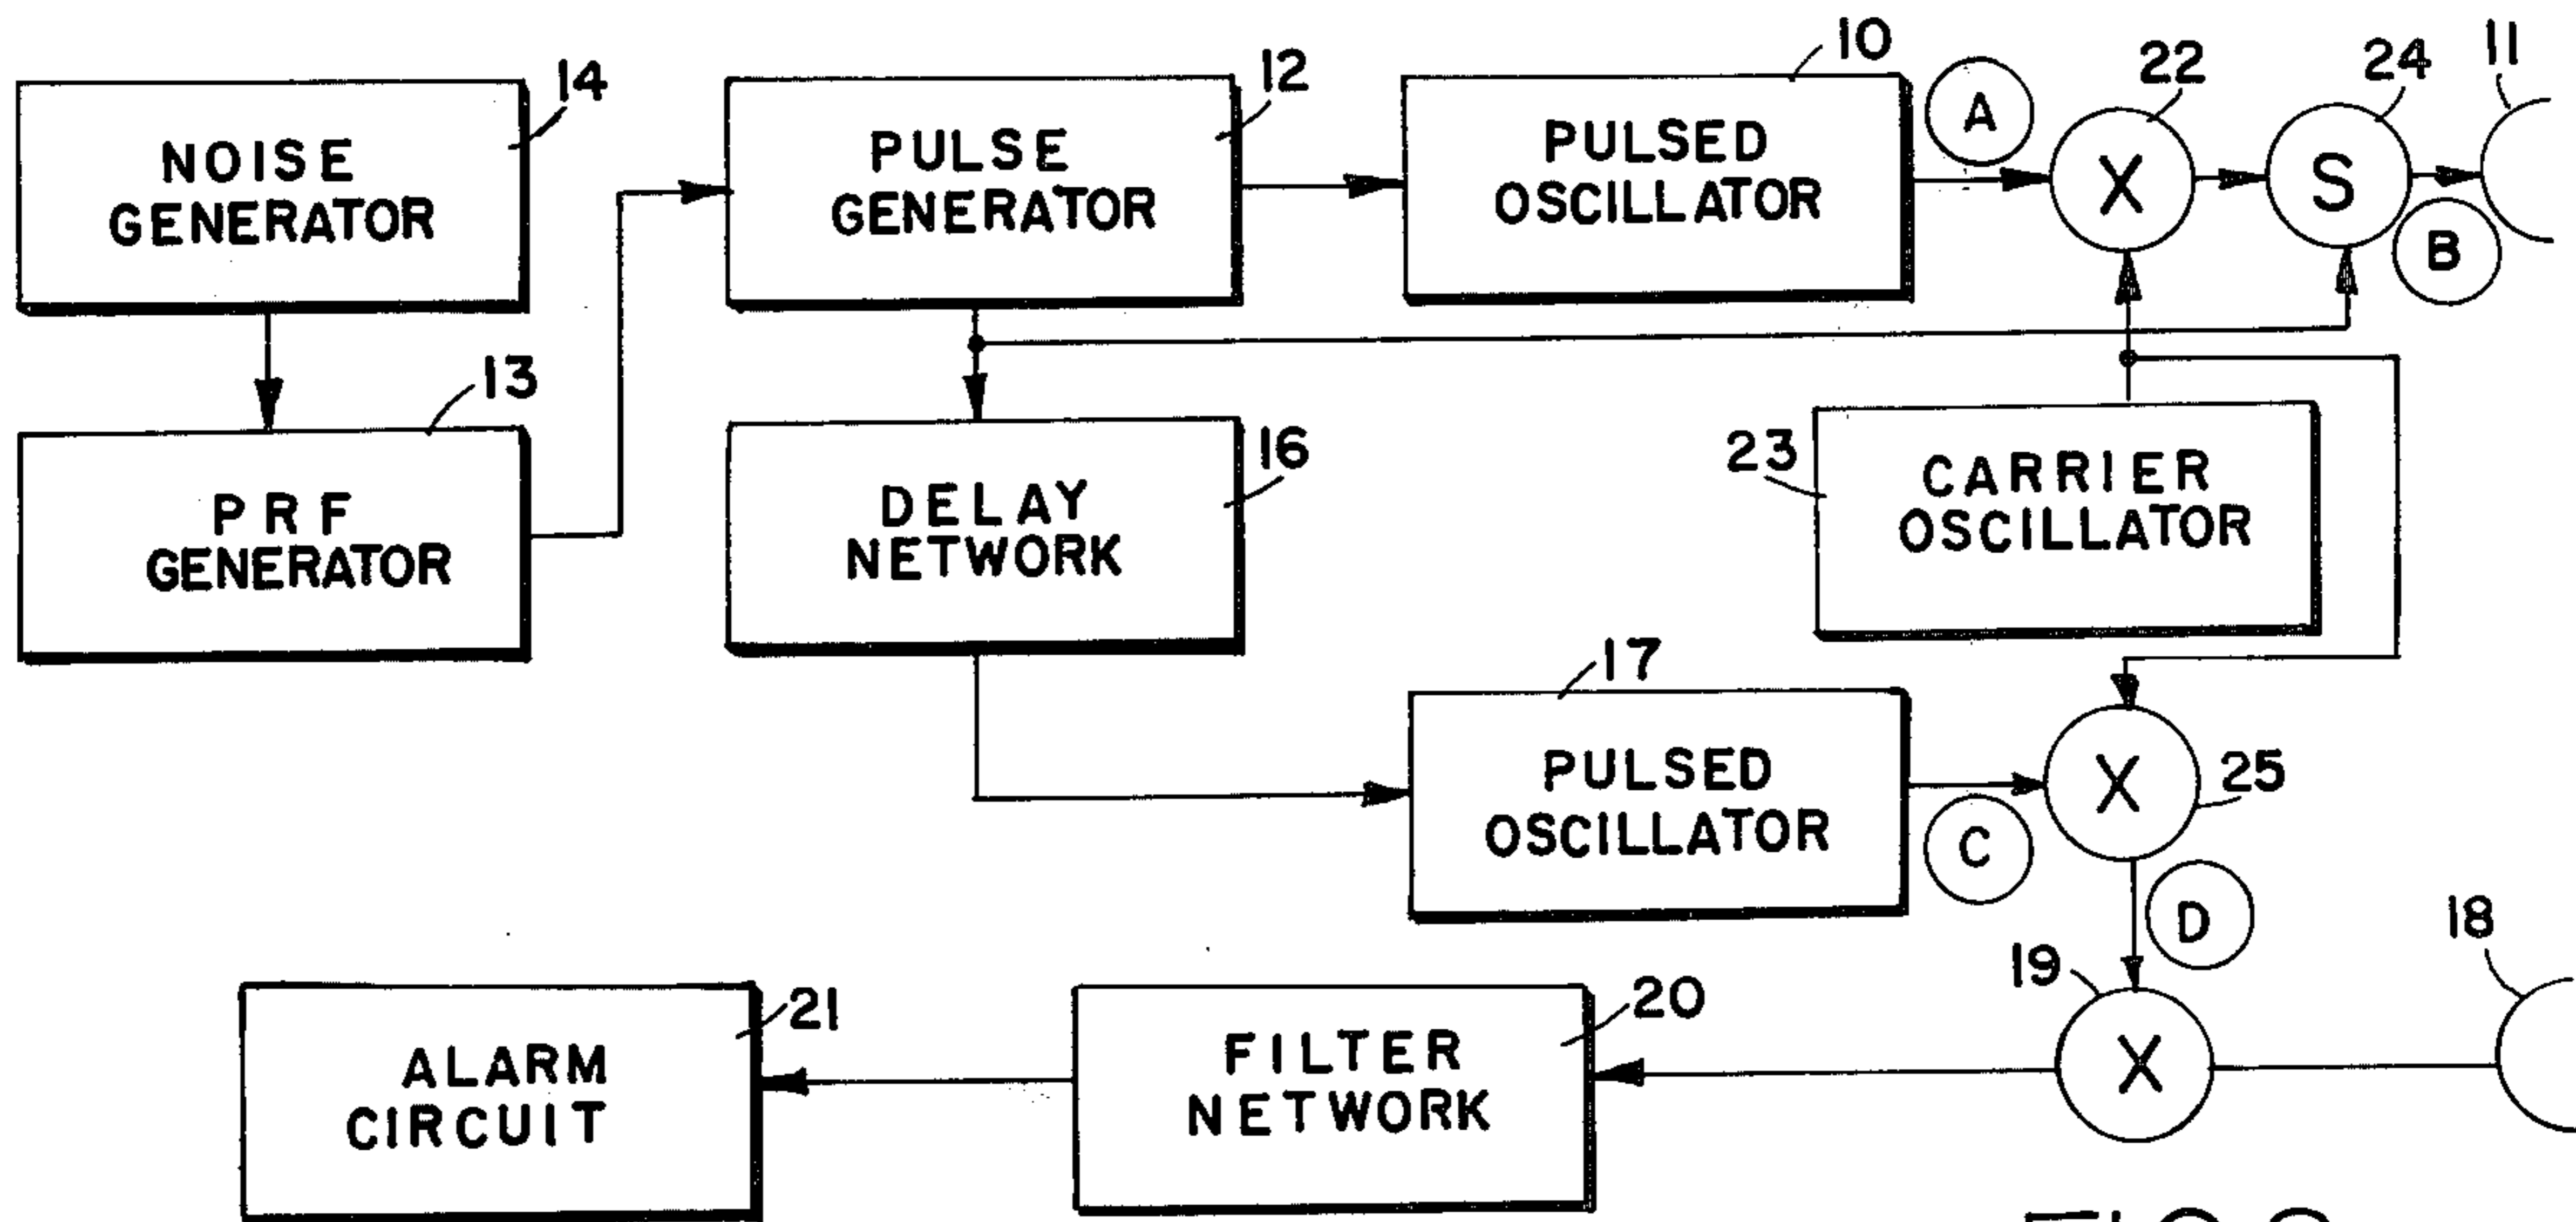 14
NOISE
GENERATOR
12
PULSE
GENERATOR
10
PULSED
OSCILLATOR
A
22
X
24
S
11
B
13
PRF
GENERATOR
16
DELAY
NETWORK
23
CARRIER
OSCILLATOR
17
PULSED
OSCILLATOR
C
X
25
D
21
ALARM
CIRCUIT
20
FILTER
NETWORK
19
X
18